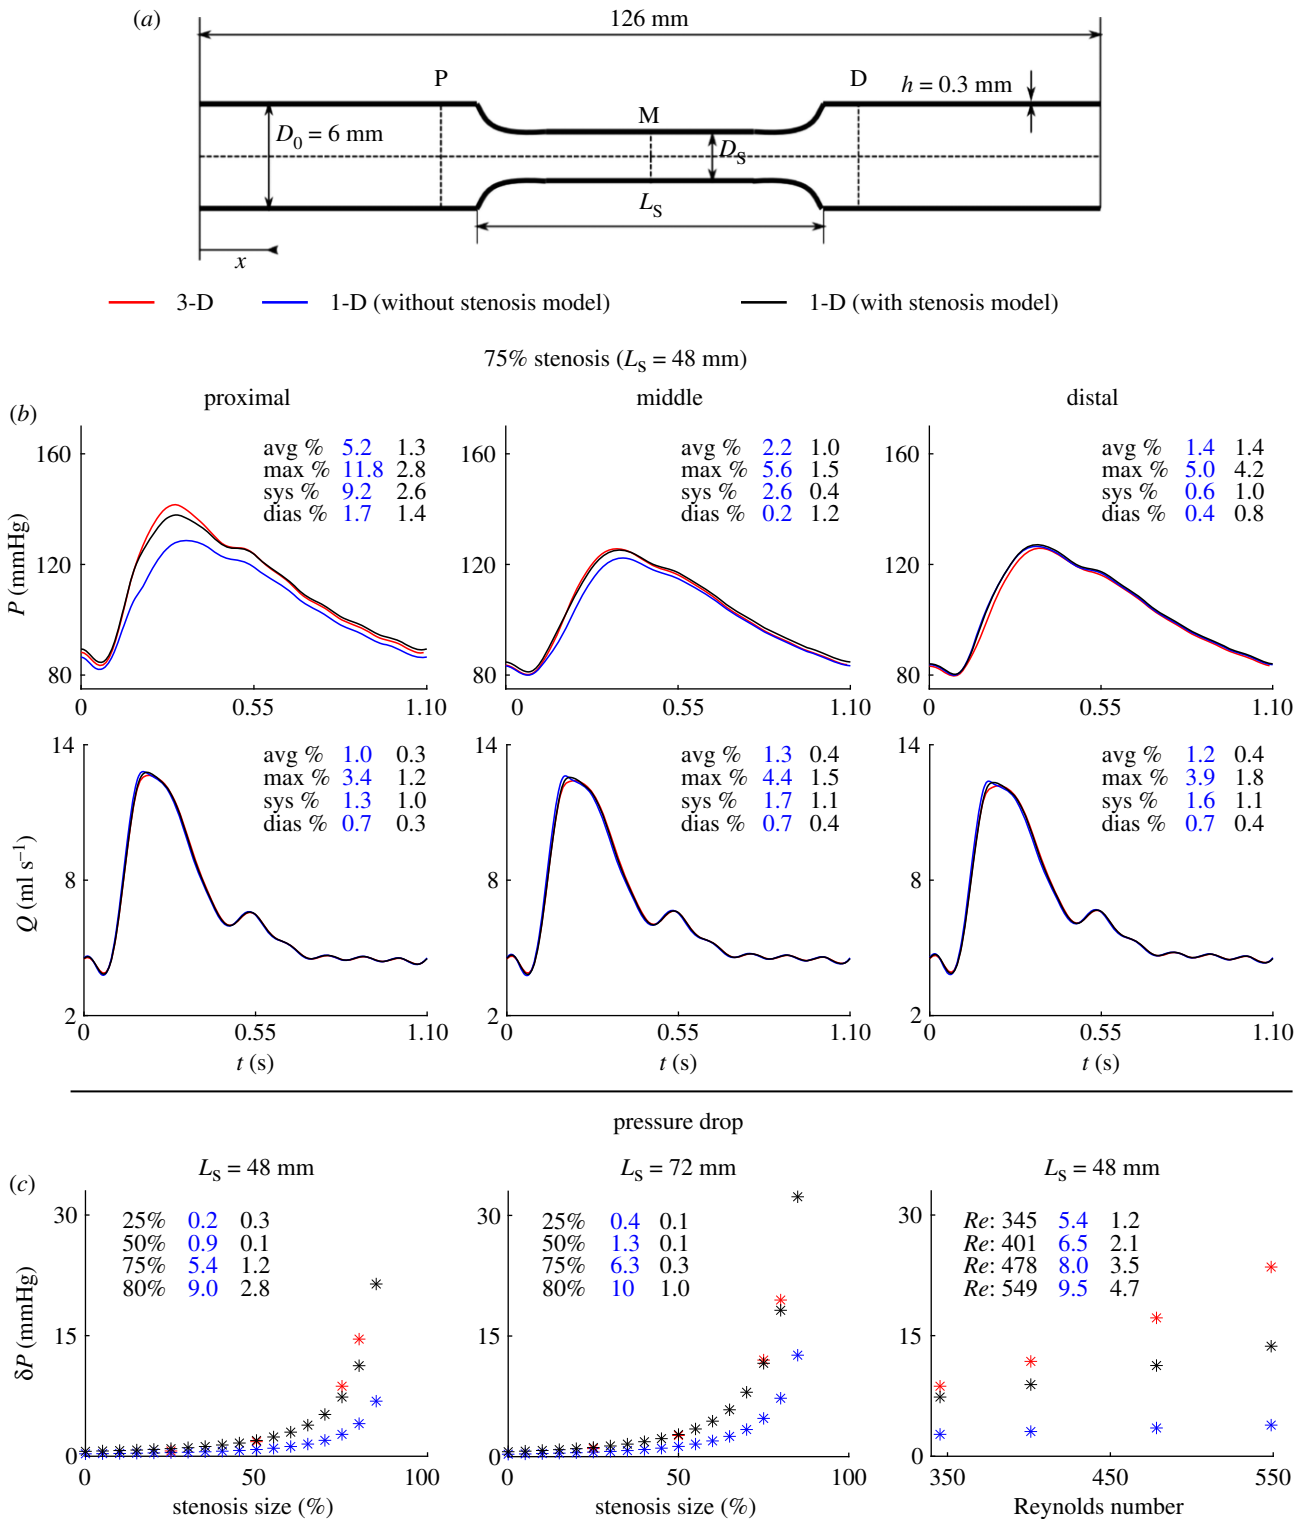 (a)
126 mm
P
D
h = 0.3 mm
M
D0 = 6 mm
DS
LS
x
3-D
1-D (without stenosis model)
1-D (with stenosis model)
75% stenosis (LS = 48 mm)
proximal
middle
distal
(b)
P (mmHg)
160
120
80
avg % 5.2 1.3
max % 11.8 2.8
sys % 9.2 2.6
dias % 1.7 1.4
0 0.55 1.10
160
120
80
avg % 2.2 1.0
max % 5.6 1.5
sys % 2.6 0.4
dias % 0.2 1.2
0 0.55 1.10
160
120
80
avg % 1.4 1.4
max % 5.0 4.2
sys % 0.6 1.0
dias % 0.4 0.8
0 0.55 1.10
Q (ml s−1)
14
8
2
avg % 1.0 0.3
max % 3.4 1.2
sys % 1.3 1.0
dias % 0.7 0.3
0 0.55 1.10
t (s)
14
8
2
avg % 1.3 0.4
max % 4.4 1.5
sys % 1.7 1.1
dias % 0.7 0.4
0 0.55 1.10
t (s)
14
8
2
avg % 1.2 0.4
max % 3.9 1.8
sys % 1.6 1.1
dias % 0.7 0.4
0 0.55 1.10
t (s)
pressure drop
(c)
LS = 48 mm
δP (mmHg)
30
15
0
25% 0.2 0.3
50% 0.9 0.1
75% 5.4 1.2
80% 9.0 2.8
0 50 100
stenosis size (%)
LS = 72 mm
30
15
0
25% 0.4 0.1
50% 1.3 0.1
75% 6.3 0.3
80% 10 1.0
0 50 100
stenosis size (%)
LS = 48 mm
30
15
0
Re: 345 5.4 1.2
Re: 401 6.5 2.1
Re: 478 8.0 3.5
Re: 549 9.5 4.7
350 450 550
Reynolds number